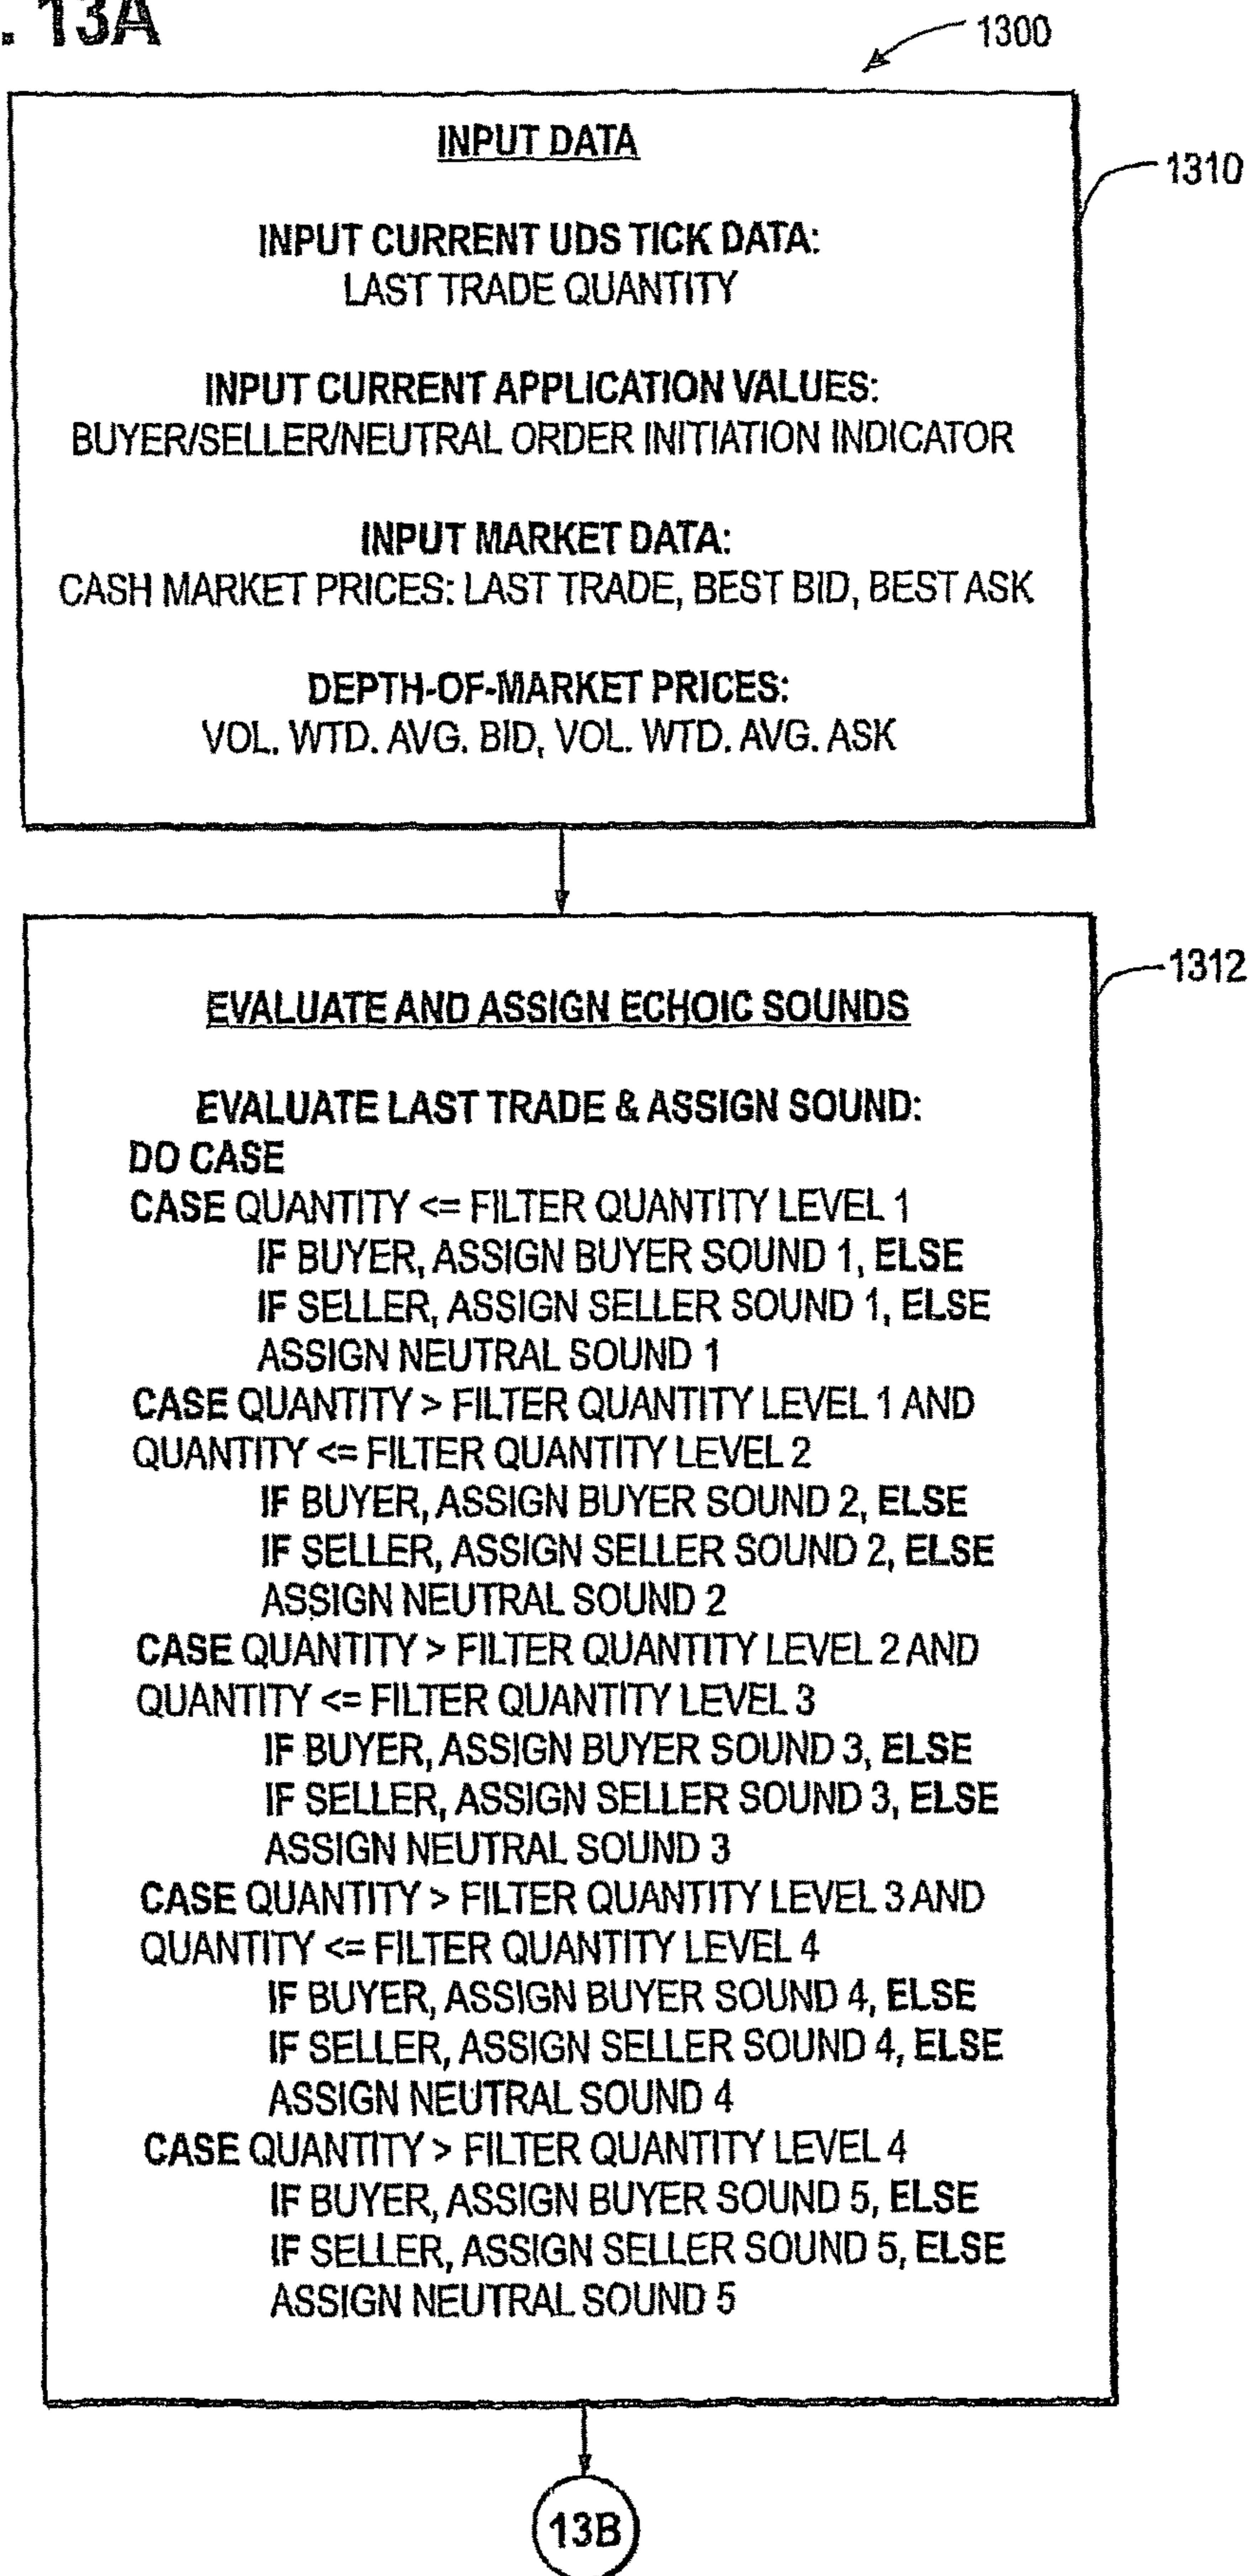 . 13A
1300
INPUT DATA
1310
INPUT CURRENT UDS TICK DATA:
LAST TRADE QUANTITY
INPUT CURRENT APPLICATION VALUES:
BUYER/SELLER/NEUTRAL ORDER INITIATION INDICATOR
INPUT MARKET DATA:
CASH MARKET PRICES: LAST TRADE, BEST BID, BEST ASK
DEPTH-OF-MARKET PRICES:
VOL. WTD. AVG. BID, VOL. WTD. AVG. ASK
1312
EVALUATE AND ASSIGN ECHOIC SOUNDS
EVALUATE LAST TRADE & ASSIGN SOUND:
DO CASE
CASE QUANTITY <= FILTER QUANTITY LEVEL 1
IF BUYER, ASSIGN BUYER SOUND 1, ELSE
IF SELLER, ASSIGN SELLER SOUND 1, ELSE
ASSIGN NEUTRAL SOUND 1
CASE QUANTITY > FILTER QUANTITY LEVEL 1 AND
QUANTITY <= FILTER QUANTITY LEVEL 2
IF BUYER, ASSIGN BUYER SOUND 2, ELSE
IF SELLER, ASSIGN SELLER SOUND 2, ELSE
ASSIGN NEUTRAL SOUND 2
CASE QUANTITY > FILTER QUANTITY LEVEL 2 AND
QUANTITY <= FILTER QUANTITY LEVEL 3
IF BUYER, ASSIGN BUYER SOUND 3, ELSE
IF SELLER, ASSIGN SELLER SOUND 3, ELSE
ASSIGN NEUTRAL SOUND 3
CASE QUANTITY > FILTER QUANTITY LEVEL 3 AND
QUANTITY <= FILTER QUANTITY LEVEL 4
IF BUYER, ASSIGN BUYER SOUND 4, ELSE
IF SELLER, ASSIGN SELLER SOUND 4, ELSE
ASSIGN NEUTRAL SOUND 4
CASE QUANTITY > FILTER QUANTITY LEVEL 4
IF BUYER, ASSIGN BUYER SOUND 5, ELSE
IF SELLER, ASSIGN SELLER SOUND 5, ELSE
ASSIGN NEUTRAL SOUND 5
13B